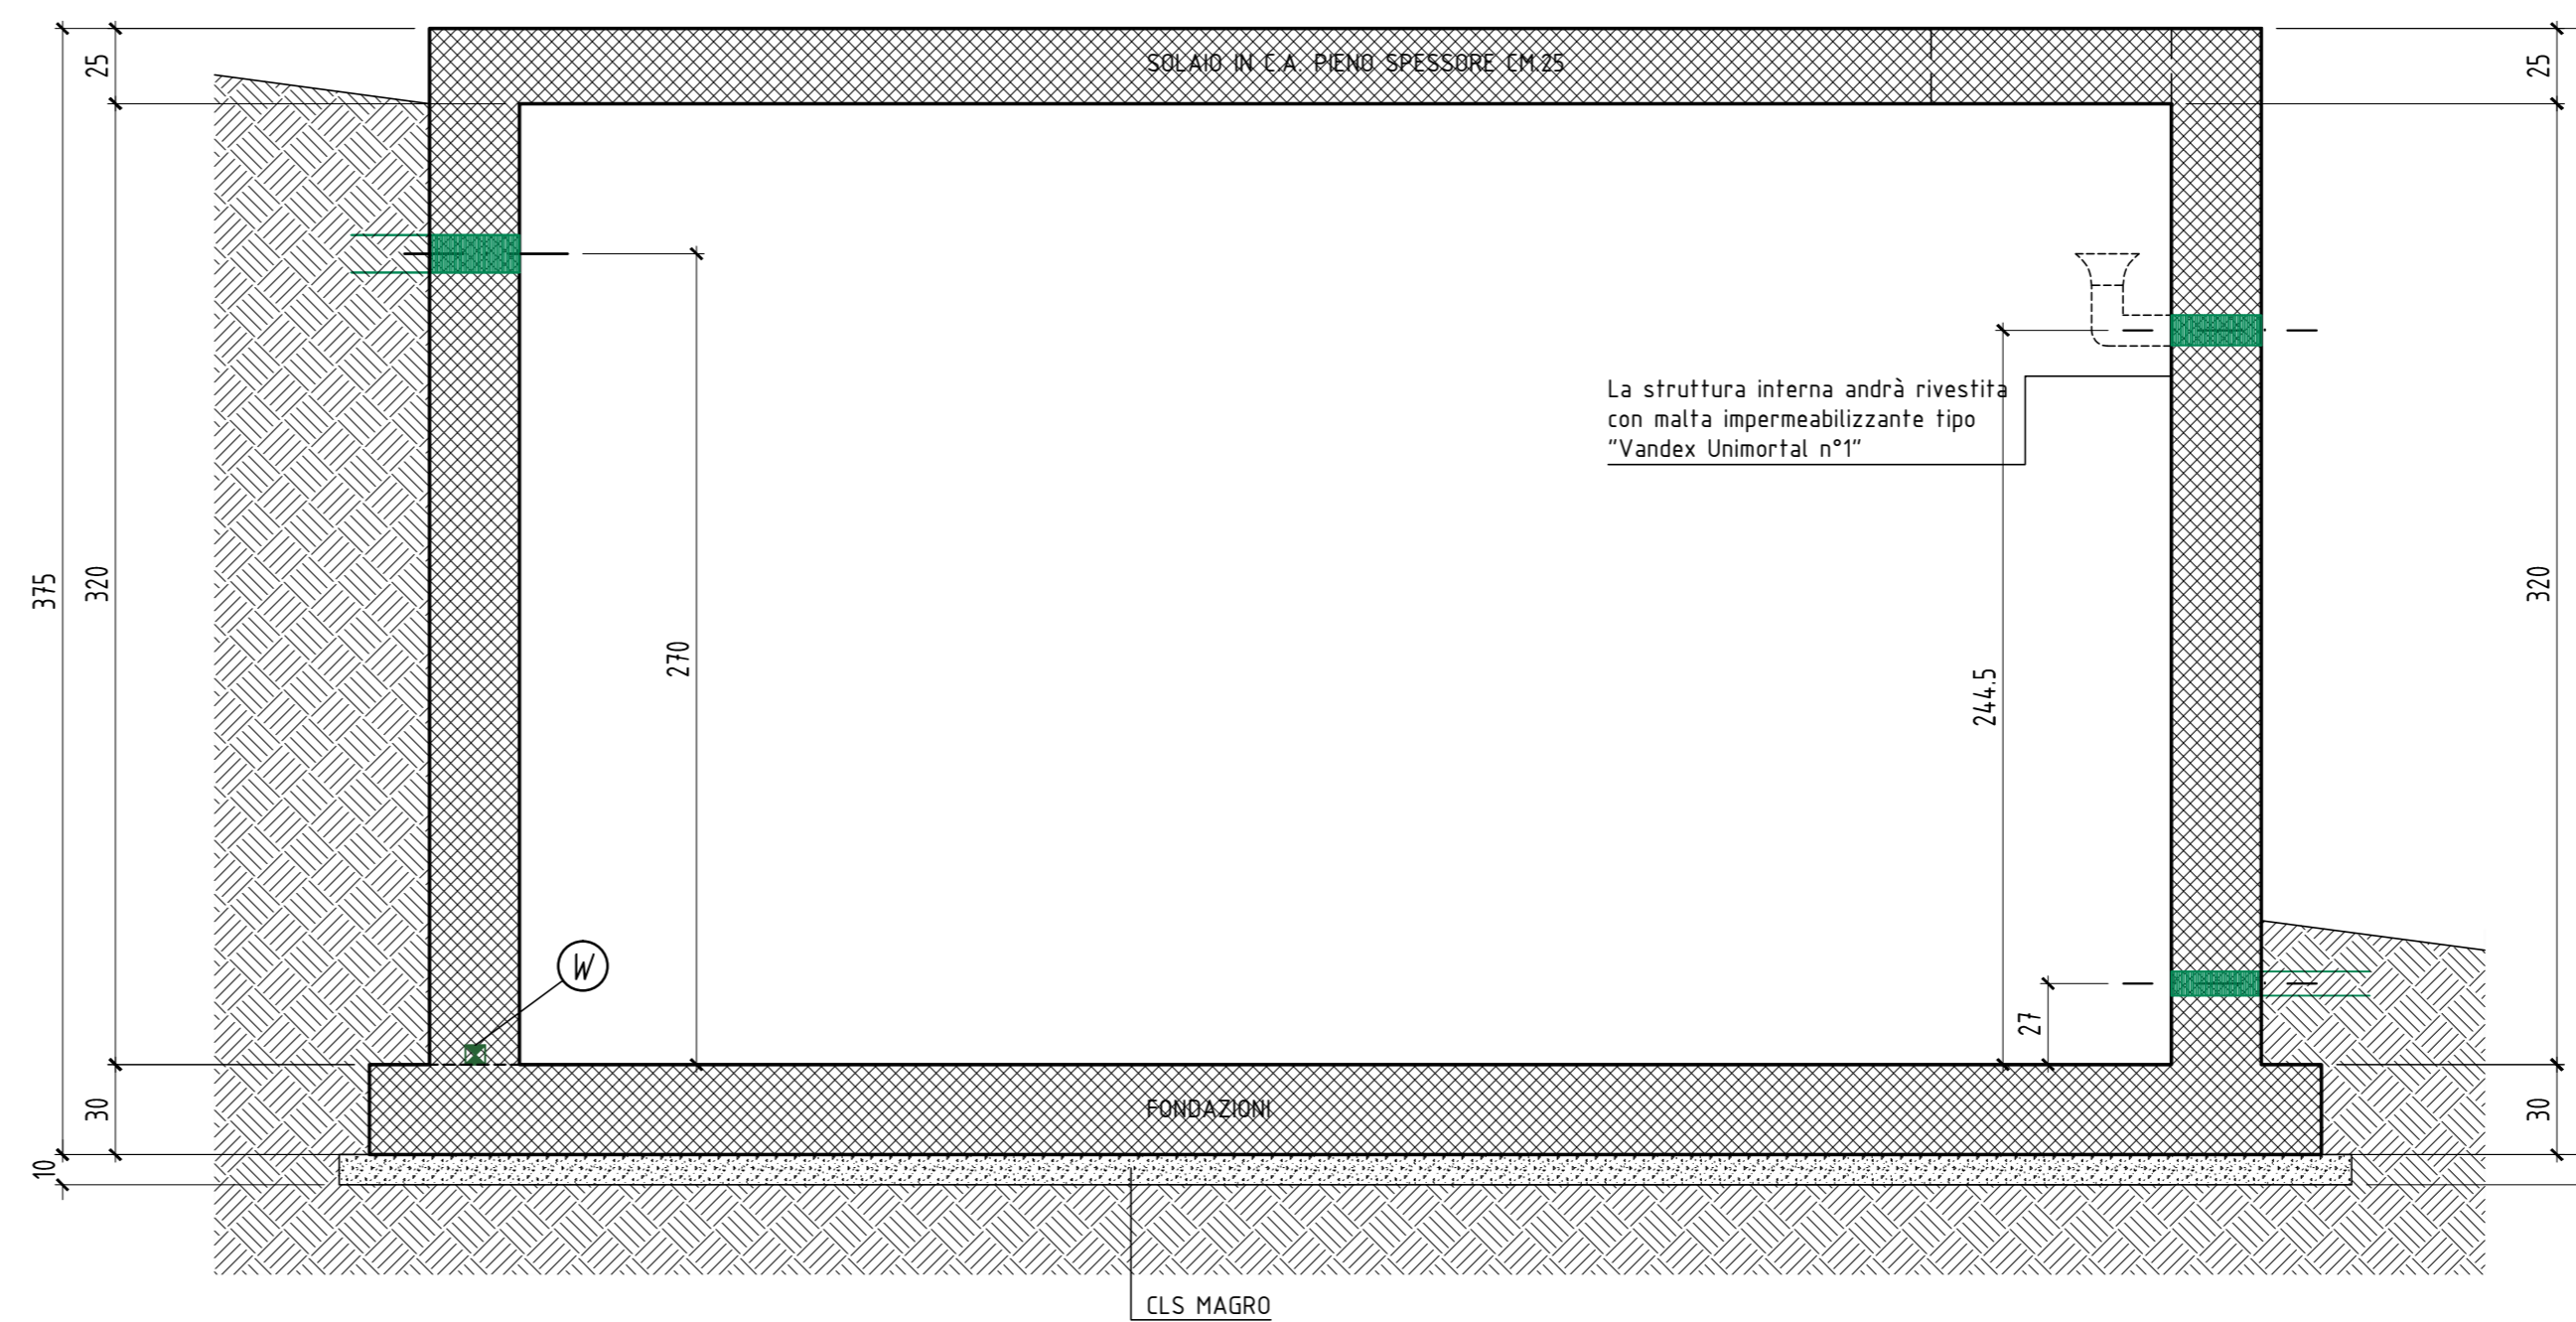 SOLAIO IN C.A. PIENO SPESSORE CM.25
25
25
La struttura interna andrà rivestita
con malta impermeabilizzante tipo
"Vandex Unimortal n°1"
375
320
270
244.5
320
W
27
30
FONDAZIONI
30
10
CLS MAGRO